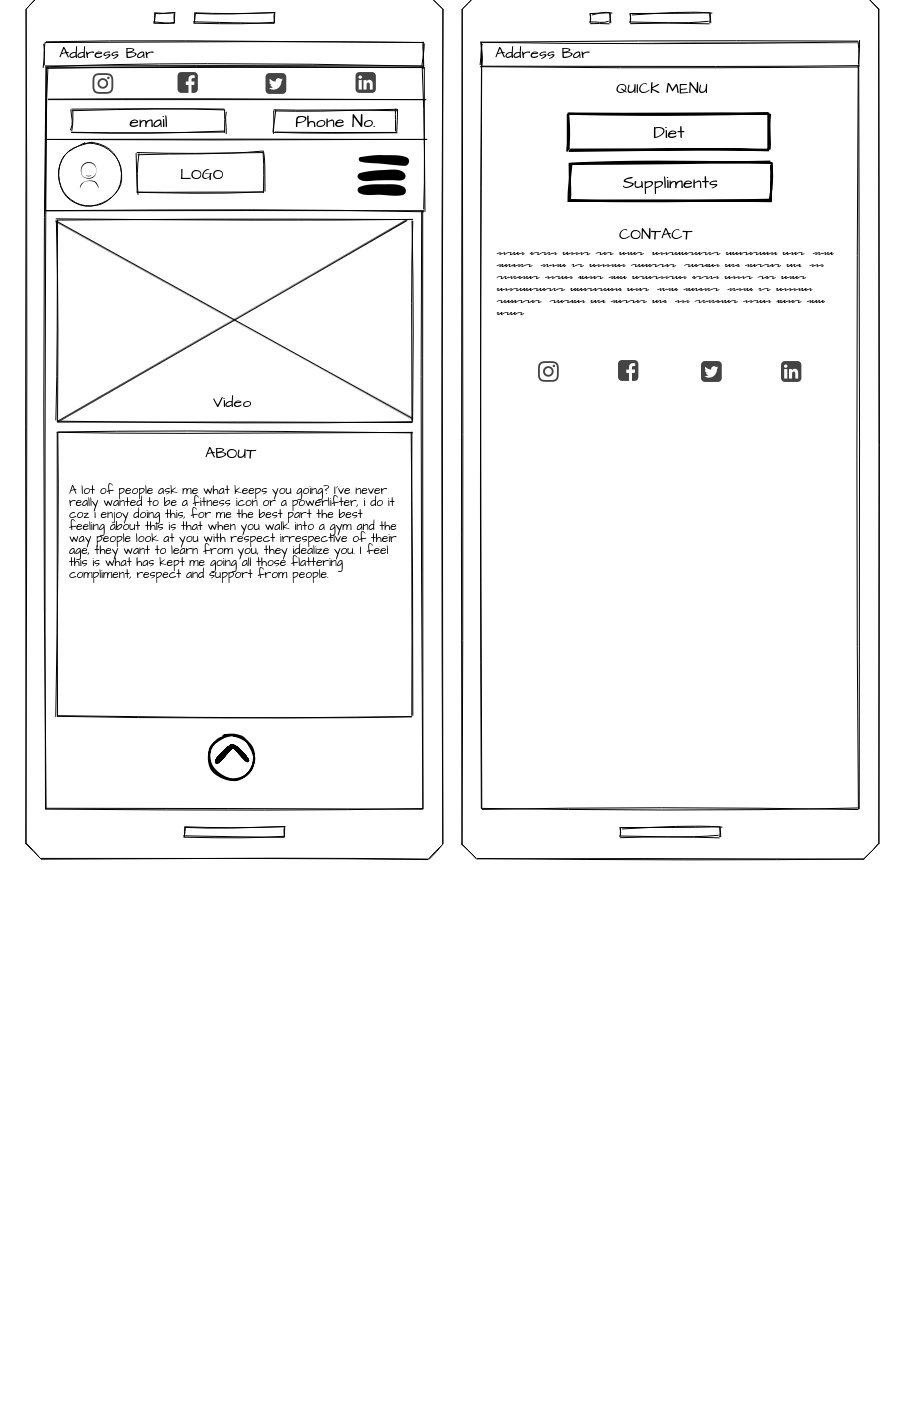 Address Bar
email
Phone No.
LOGO
Video
ABOUT
A lot of people ask me what keeps you going? I've never
really wanted to be a fitness icon or a powerlifter, i do it
coz i enjoy doing this, for me the best part the best
feeling about this is that when you walk into a gym and the
way people look at you with respect irrespective of their
age, they want to learn from you, they idealize you. I feel
this is what has kept me going all those flattering
compliment, respect and support from people.
Address Bar
QUICK MENU
Diet
Suppliments
CONTACT